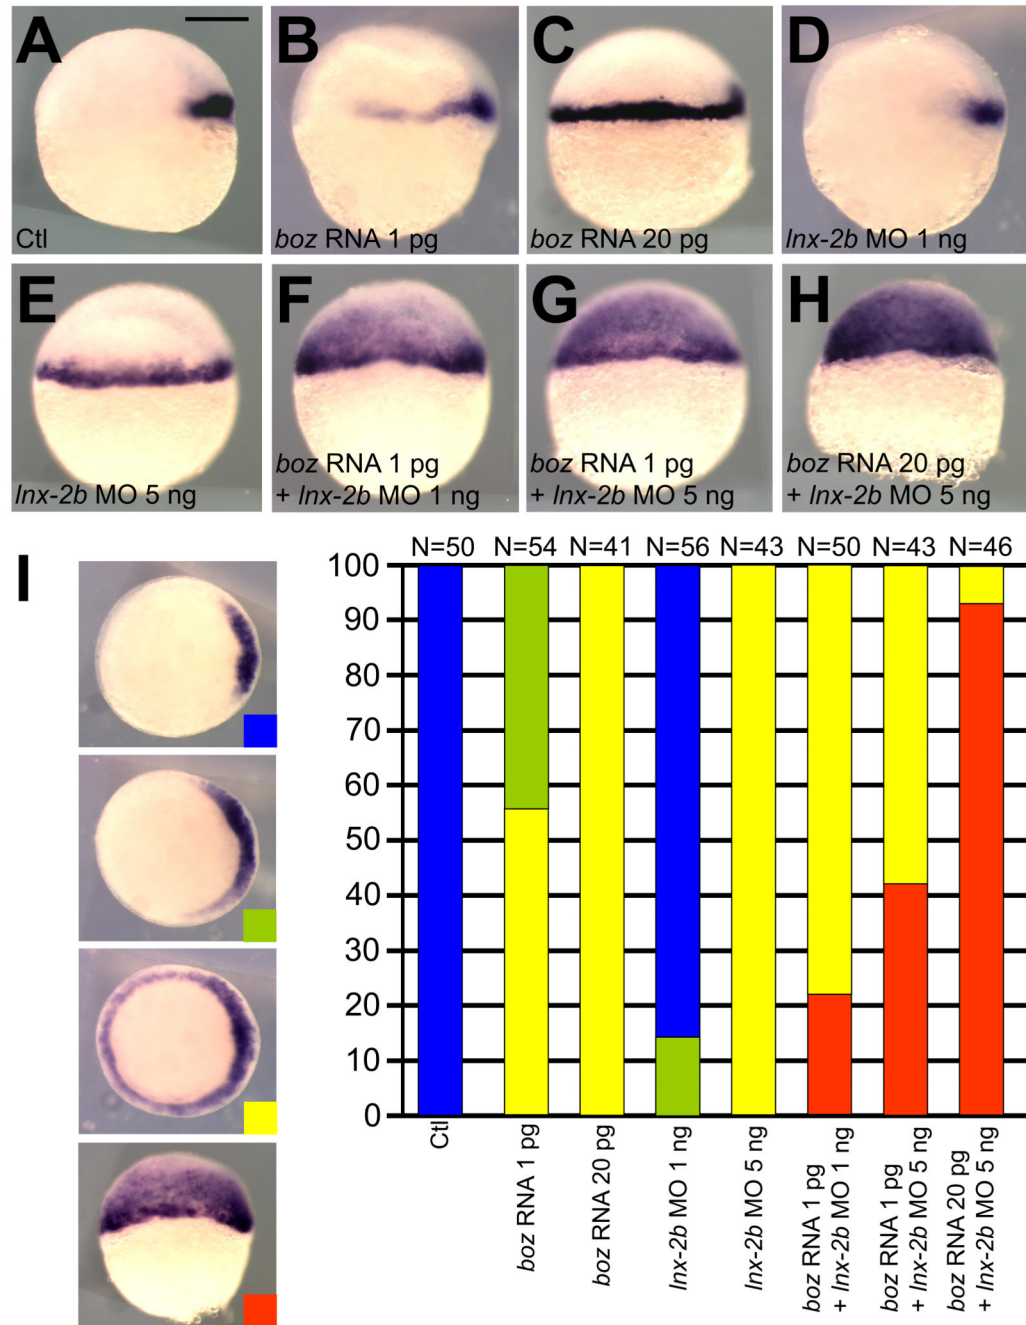 A
Ctl
B
boz RNA 1 pg
C
boz RNA 20 pg
D
lnx-2b MO 1 ng
E
lnx-2b MO 5 ng
F
boz RNA 1 pg
+ lnx-2b MO 1 ng
G
boz RNA 1 pg
+ lnx-2b MO 5 ng
H
boz RNA 20 pg
+ lnx-2b MO 5 ng
I
N=50 N=54 N=41 N=56 N=43 N=50 N=43 N=46
100
90
80
70
60
50
40
30
20
10
0
Ctl
boz RNA 1 pg
boz RNA 20 pg
lnx-2b MO 1 ng
lnx-2b MO 5 ng
boz RNA 1 pg
+ lnx-2b MO 1 ng
boz RNA 1 pg
+ lnx-2b MO 5 ng
boz RNA 20 pg
+ lnx-2b MO 5 ng